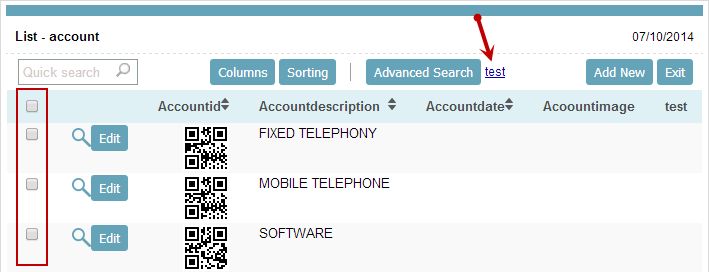 List - account 07/10/2014
Quick search Columns Sorting Advanced Search test Add New Exit
Accountid Accountdescription Accountdate Acoountimage test
Edit FIXED TELEPHONY
Edit MOBILE TELEPHONE
Edit SOFTWARE